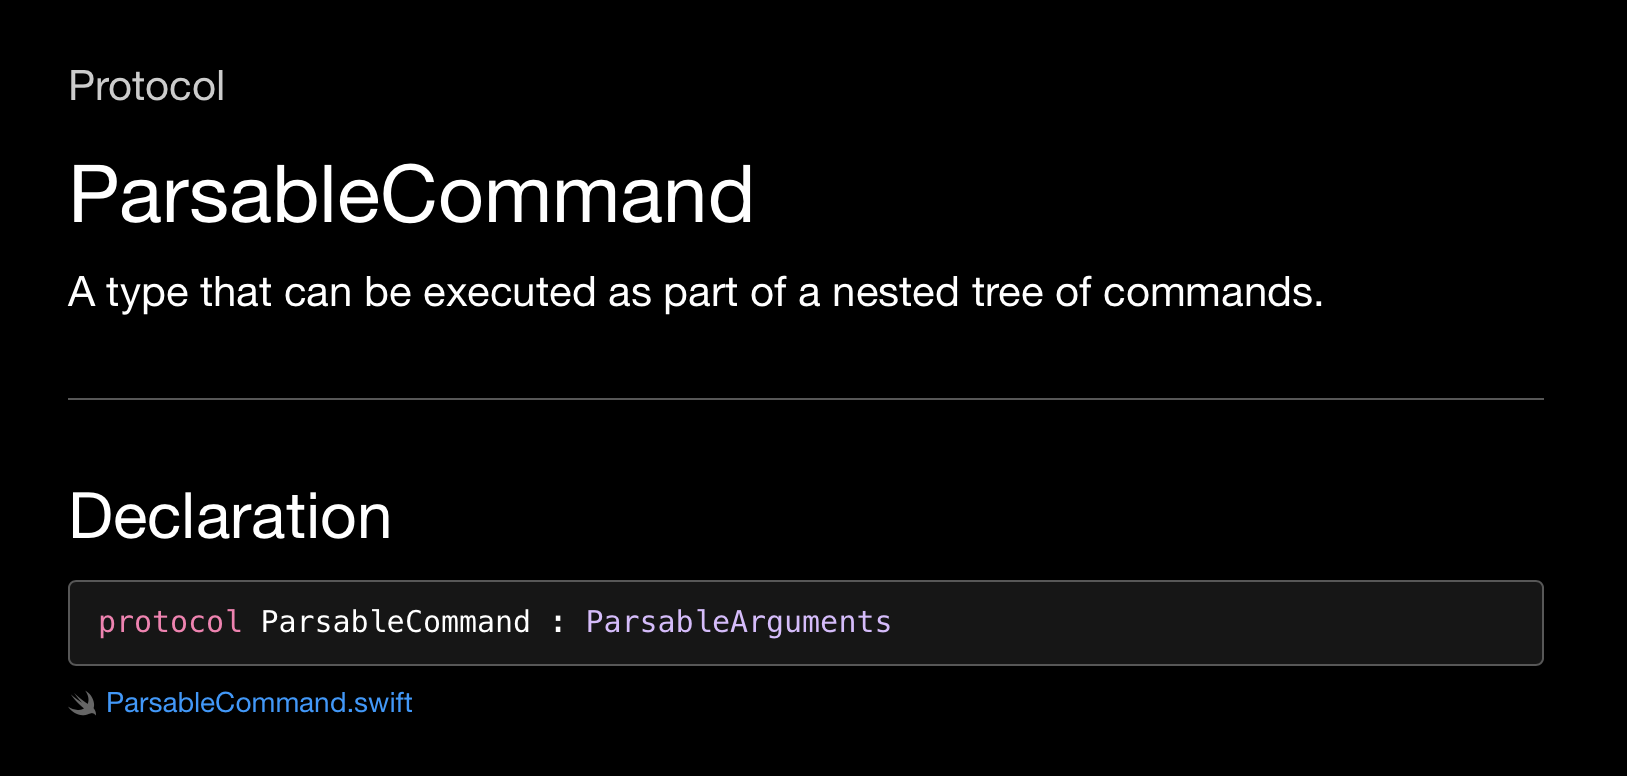 Protocol
ParsableCommand
A type that can be executed as part of a nested tree of commands.
Declaration
protocol ParsableCommand : ParsableArguments
ParsableCommand.swift